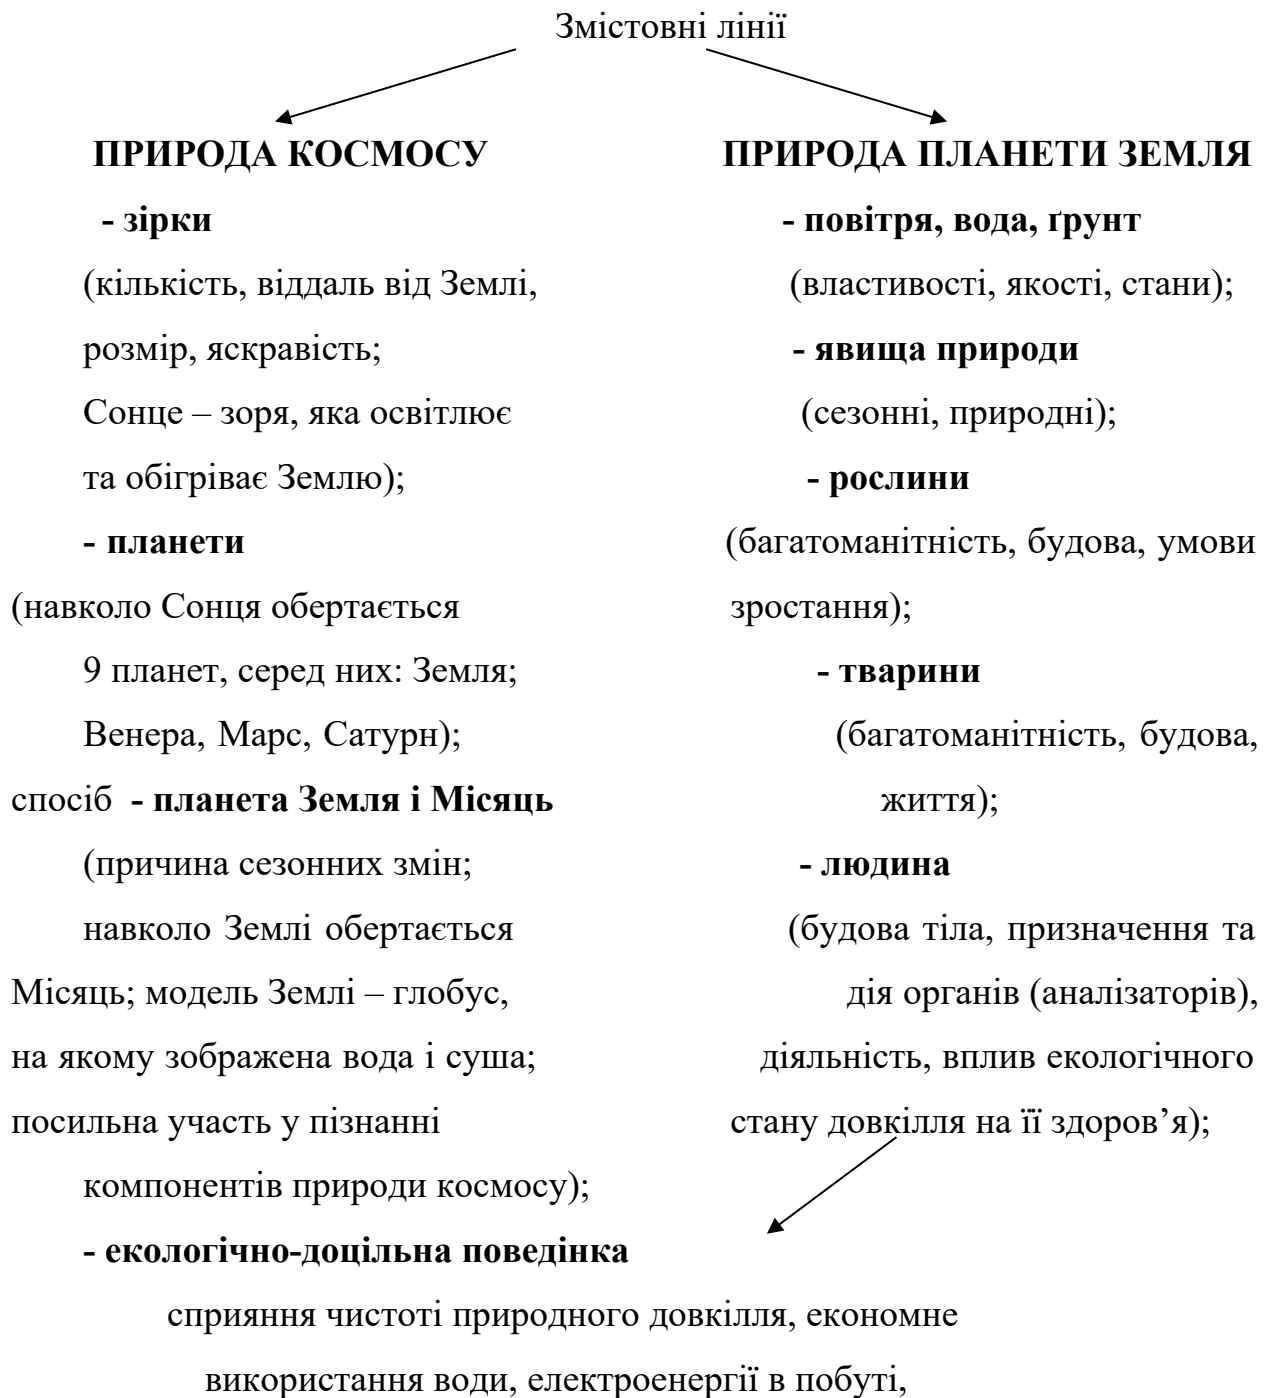 Змістовні лінії
ПРИРОДА КОСМОСУ
- зірки
(кількість, віддаль від Землі,
розмір, яскравість;
Сонце – зоря, яка освітлює
та обігріває Землю);
- планети
(навколо Сонця обертається
9 планет, серед них: Земля;
Венера, Марс, Сатурн);
спосіб - планета Земля і Місяць
(причина сезонних змін;
навколо Землі обертається
Місяць; модель Землі – глобус,
на якому зображена вода і суша;
посильна участь у пізнанні
компонентів природи космосу);
ПРИРОДА ПЛАНЕТИ ЗЕМЛЯ
- повітря, вода, ґрунт
(властивості, якості, стани);
- явища природи
(сезонні, природні);
- рослини
(багатоманітність, будова, умови
зростання);
- тварини
(багатоманітність, будова,
життя);
- людина
(будова тіла, призначення та
дія органів (аналізаторів),
діяльність, вплив екологічного
стану довкілля на її здоров’я);
- екологічно-доцільна поведінка
сприяння чистоті природного довкілля, економне
використання води, електроенергії в побуті,